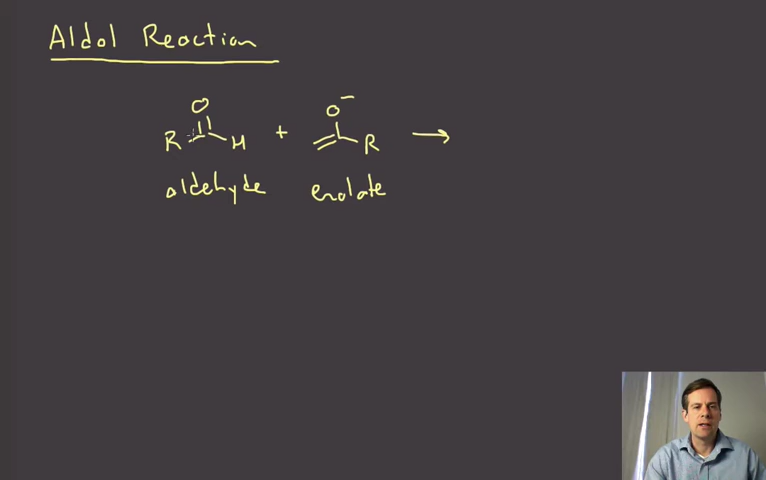 Aldol Reaction
O O⁻
R H + R →
aldehyde enolate